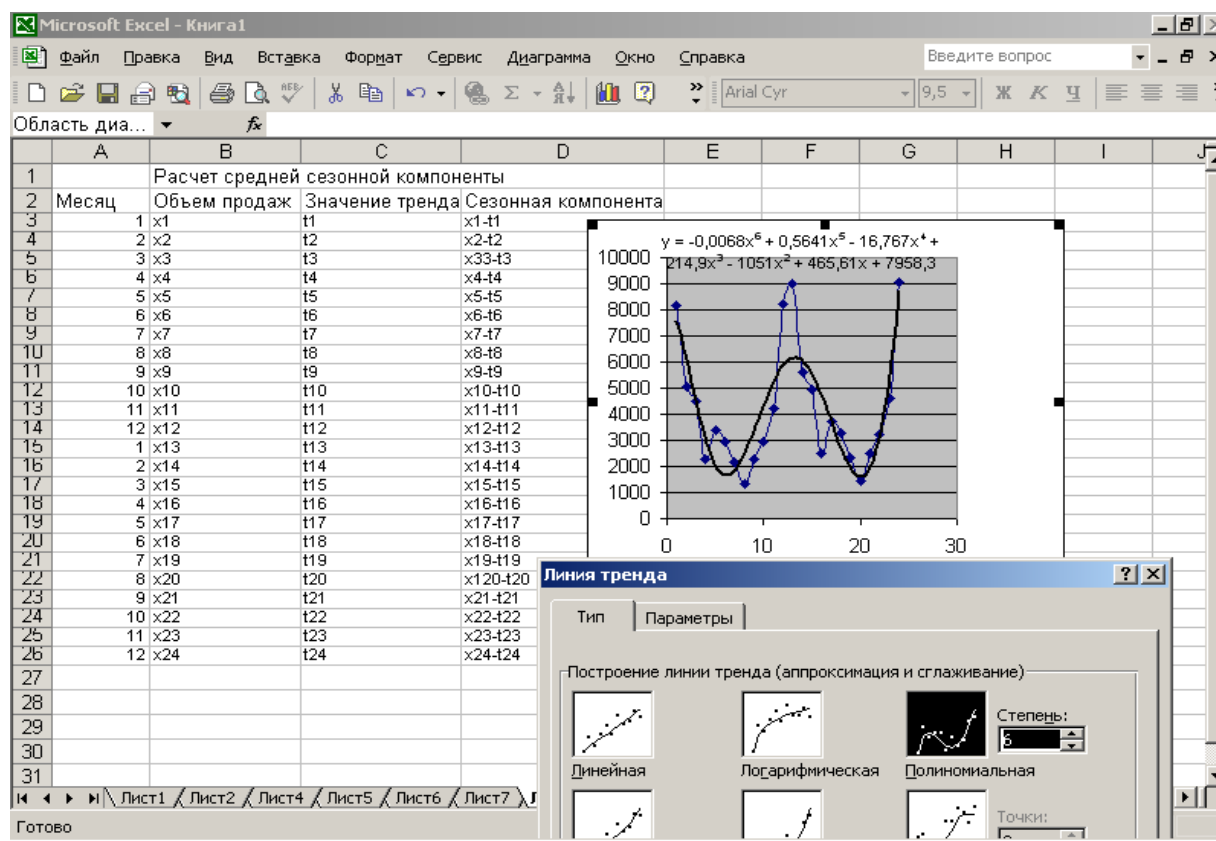 Microsoft Excel - Книга1
Файл Правка Вид Вставка Формат Сервис Диаграмма Окно Справка Введите вопрос
Arial Cyr 9,5 Ж К Ч
Область диа... fx
A B C D E F G H I J
1 Расчет средней сезонной компоненты
2 Месяц Объем продаж Значение тренда Сезонная компонента
3 1 x1 t1 x1-t1
4 2 x2 t2 x2-t2
5 3 x3 t3 x33-t3
6 4 x4 t4 x4-t4
7 5 x5 t5 x5-t5
8 6 x6 t6 x6-t6
9 7 x7 t7 x7-t7
10 8 x8 t8 x8-t8
11 9 x9 t9 x9-t9
12 10 x10 t10 x10-t10
13 11 x11 t11 x11-t11
14 12 x12 t12 x12-t12
15 1 x13 t13 x13-t13
16 2 x14 t14 x14-t14
17 3 x15 t15 x15-t15
18 4 x16 t16 x16-t16
19 5 x17 t17 x17-t17
20 6 x18 t18 x18-t18
21 7 x19 t19 x19-t19
22 8 x20 t20 x120-t20
23 9 x21 t21 x21-t21
24 10 x22 t22 x22-t22
25 11 x23 t23 x23-t23
26 12 x24 t24 x24-t24
27
28
29
30
31
y = -0,0068x⁶ + 0,5641x⁵ - 16,767x⁴ +
214,9x³ - 1051x² + 465,61x + 7958,3
10000
9000
8000
7000
6000
5000
4000
3000
2000
1000
0
0 10 20 30
Линия тренда
Тип Параметры
Построение линии тренда (аппроксимация и сглаживание)
Степень:
6
Линейная Логарифмическая Полиномиальная
Точки:
Лист1 Лист2 Лист4 Лист5 Лист6 Лист7
Готово